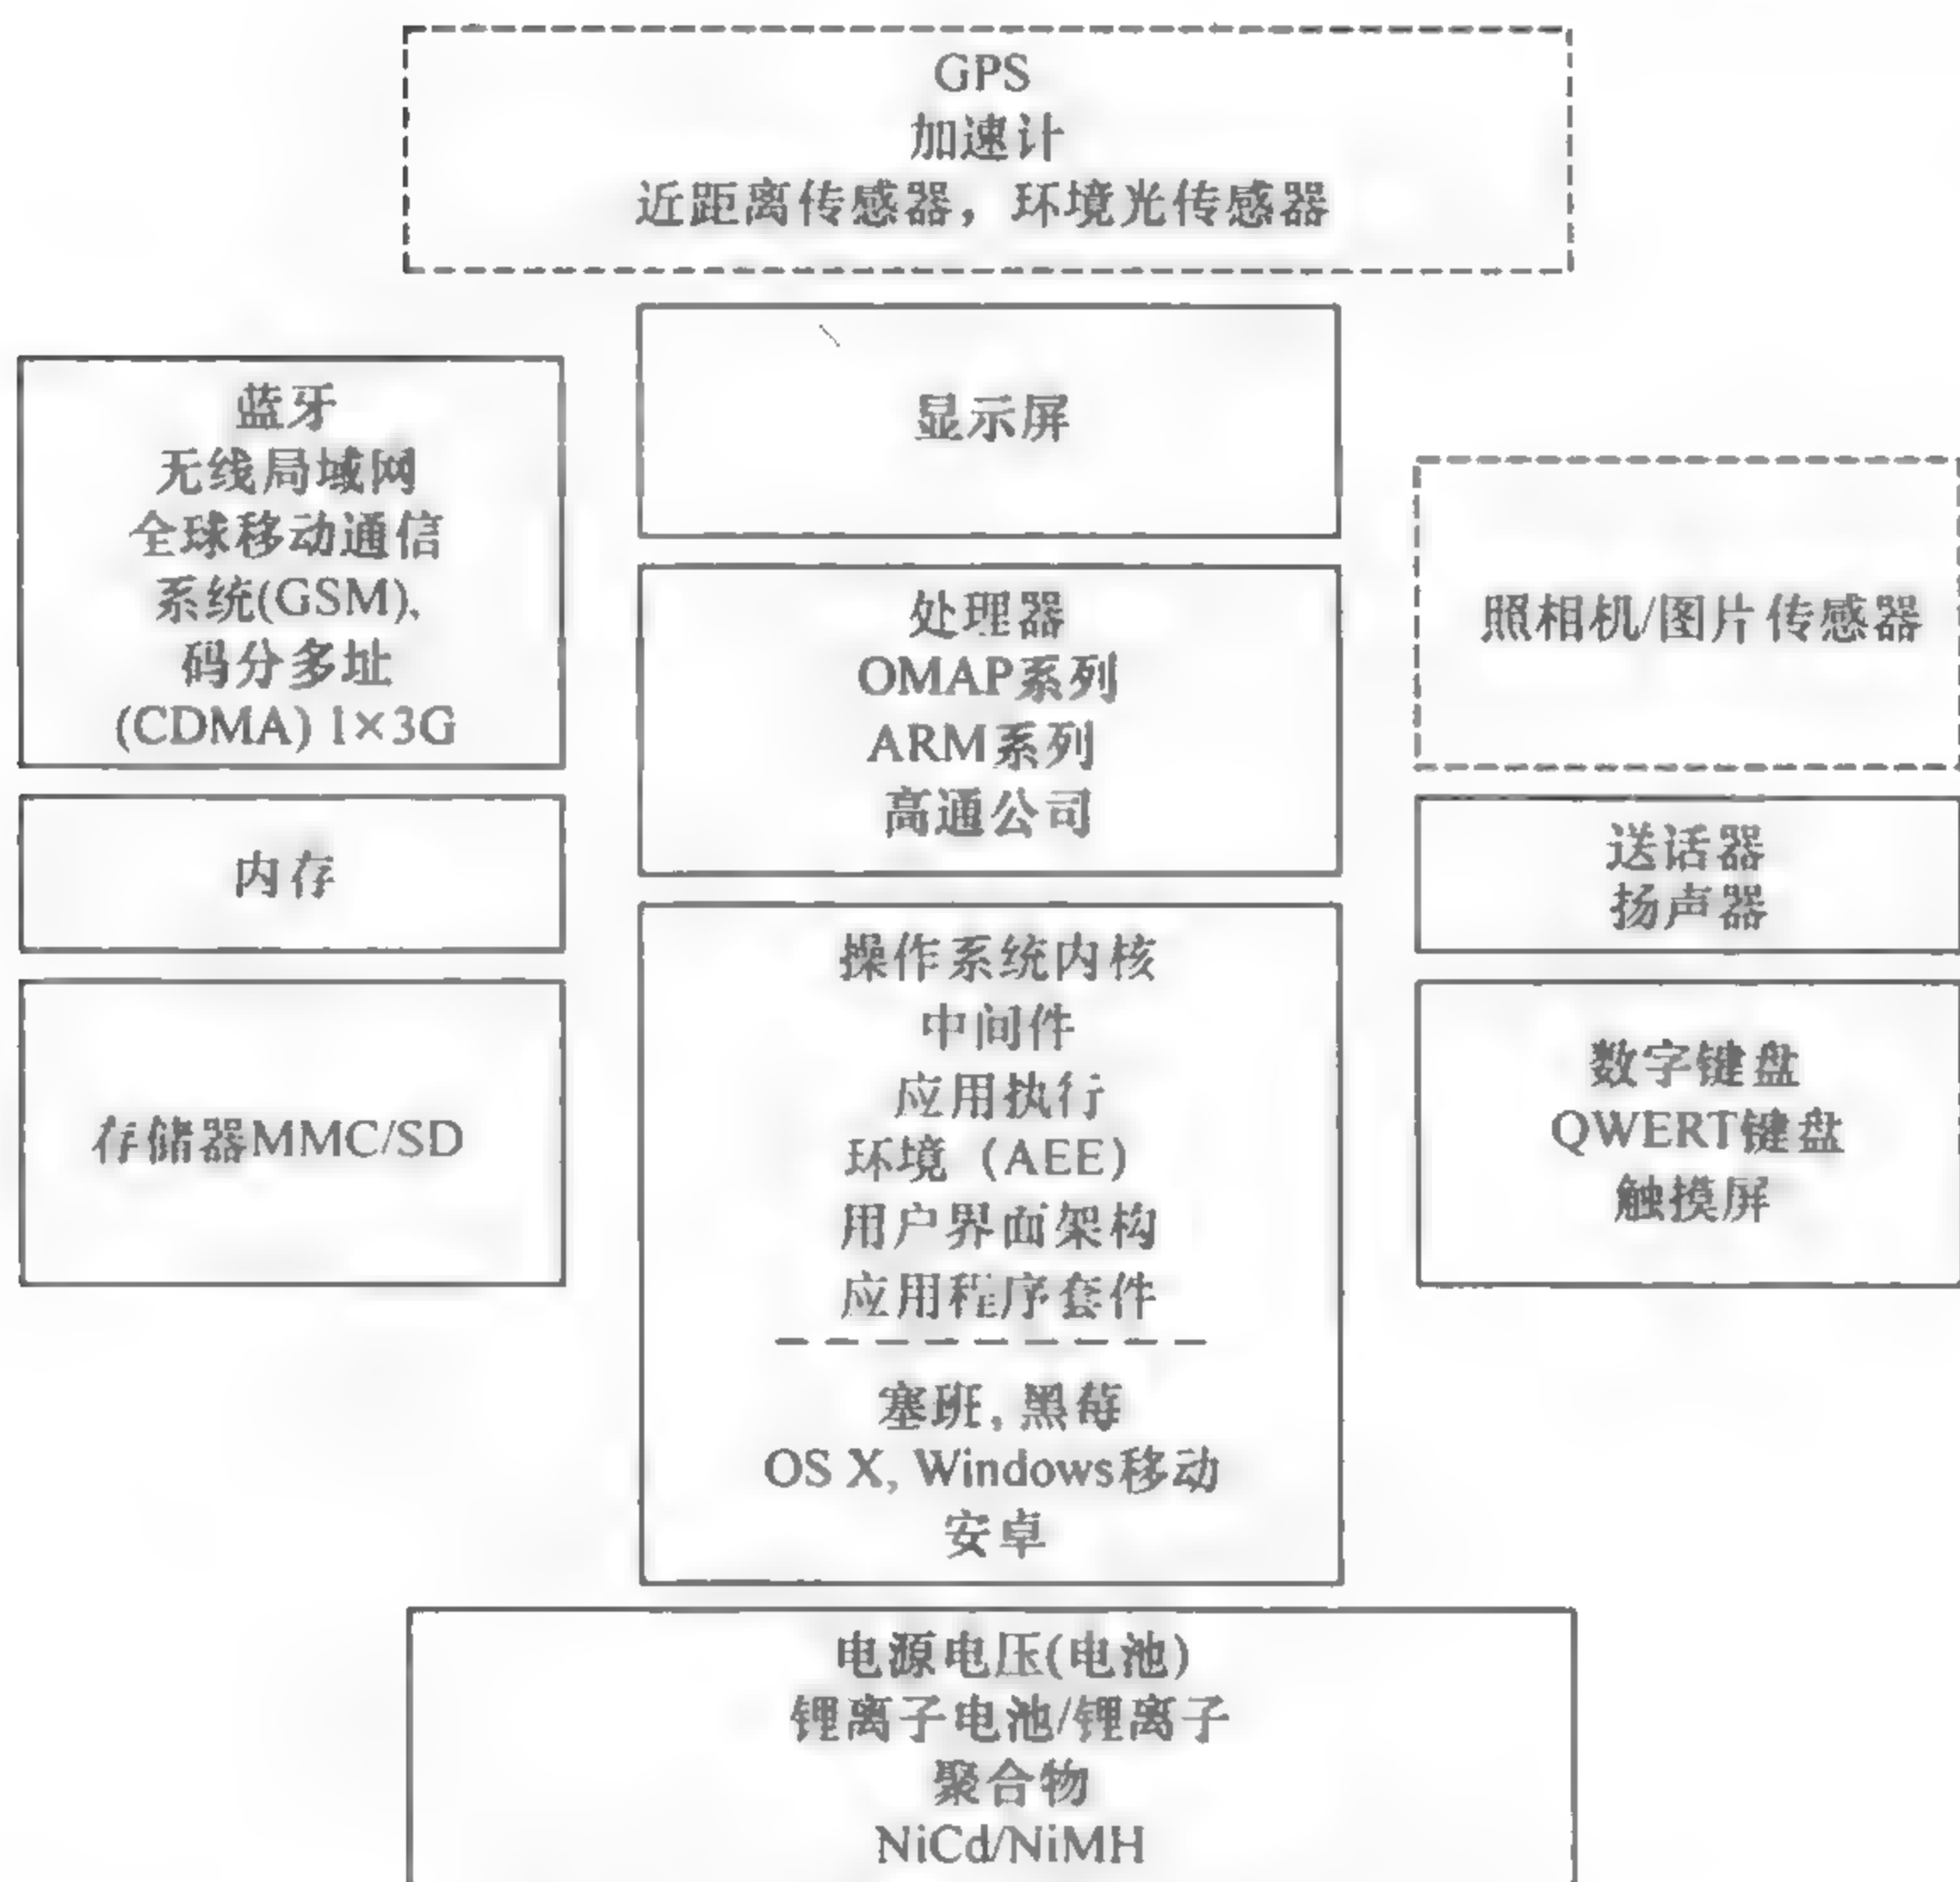 GPS
加速计
近距离传感器，环境光传感器
蓝牙
无线局域网
全球移动通信
系统(GSM),
码分多址
(CDMA) 1×3G
内存
存储器MMC/SD
显示屏
处理器
OMAP系列
ARM系列
高通公司
操作系统内核
中间件
应用执行
环境（AEE）
用户界面架构
应用程序套件
塞班, 黑莓
OS X, Windows移动
安卓
照相机/图片传感器
送话器
扬声器
数字键盘
QWERT键盘
触摸屏
电源电压(电池)
锂离子电池/锂离子
聚合物
NiCd/NiMH